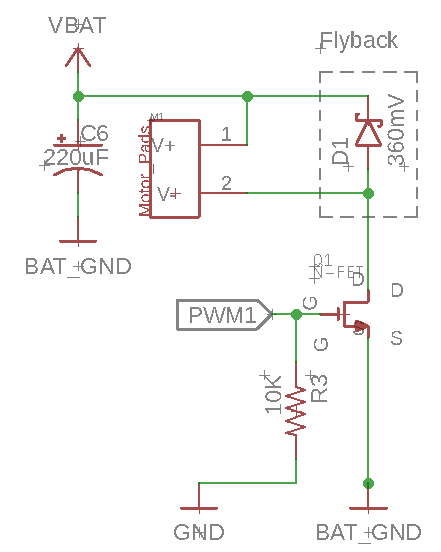 VBAT
Flyback
C6
220uF
M1
Motor_Pads
V+
1
V+
2
D1
360mV
BAT_GND
Q1
N-FET
D
D
G
PWM1
G
S
S
10K
R3
GND
BAT_GND